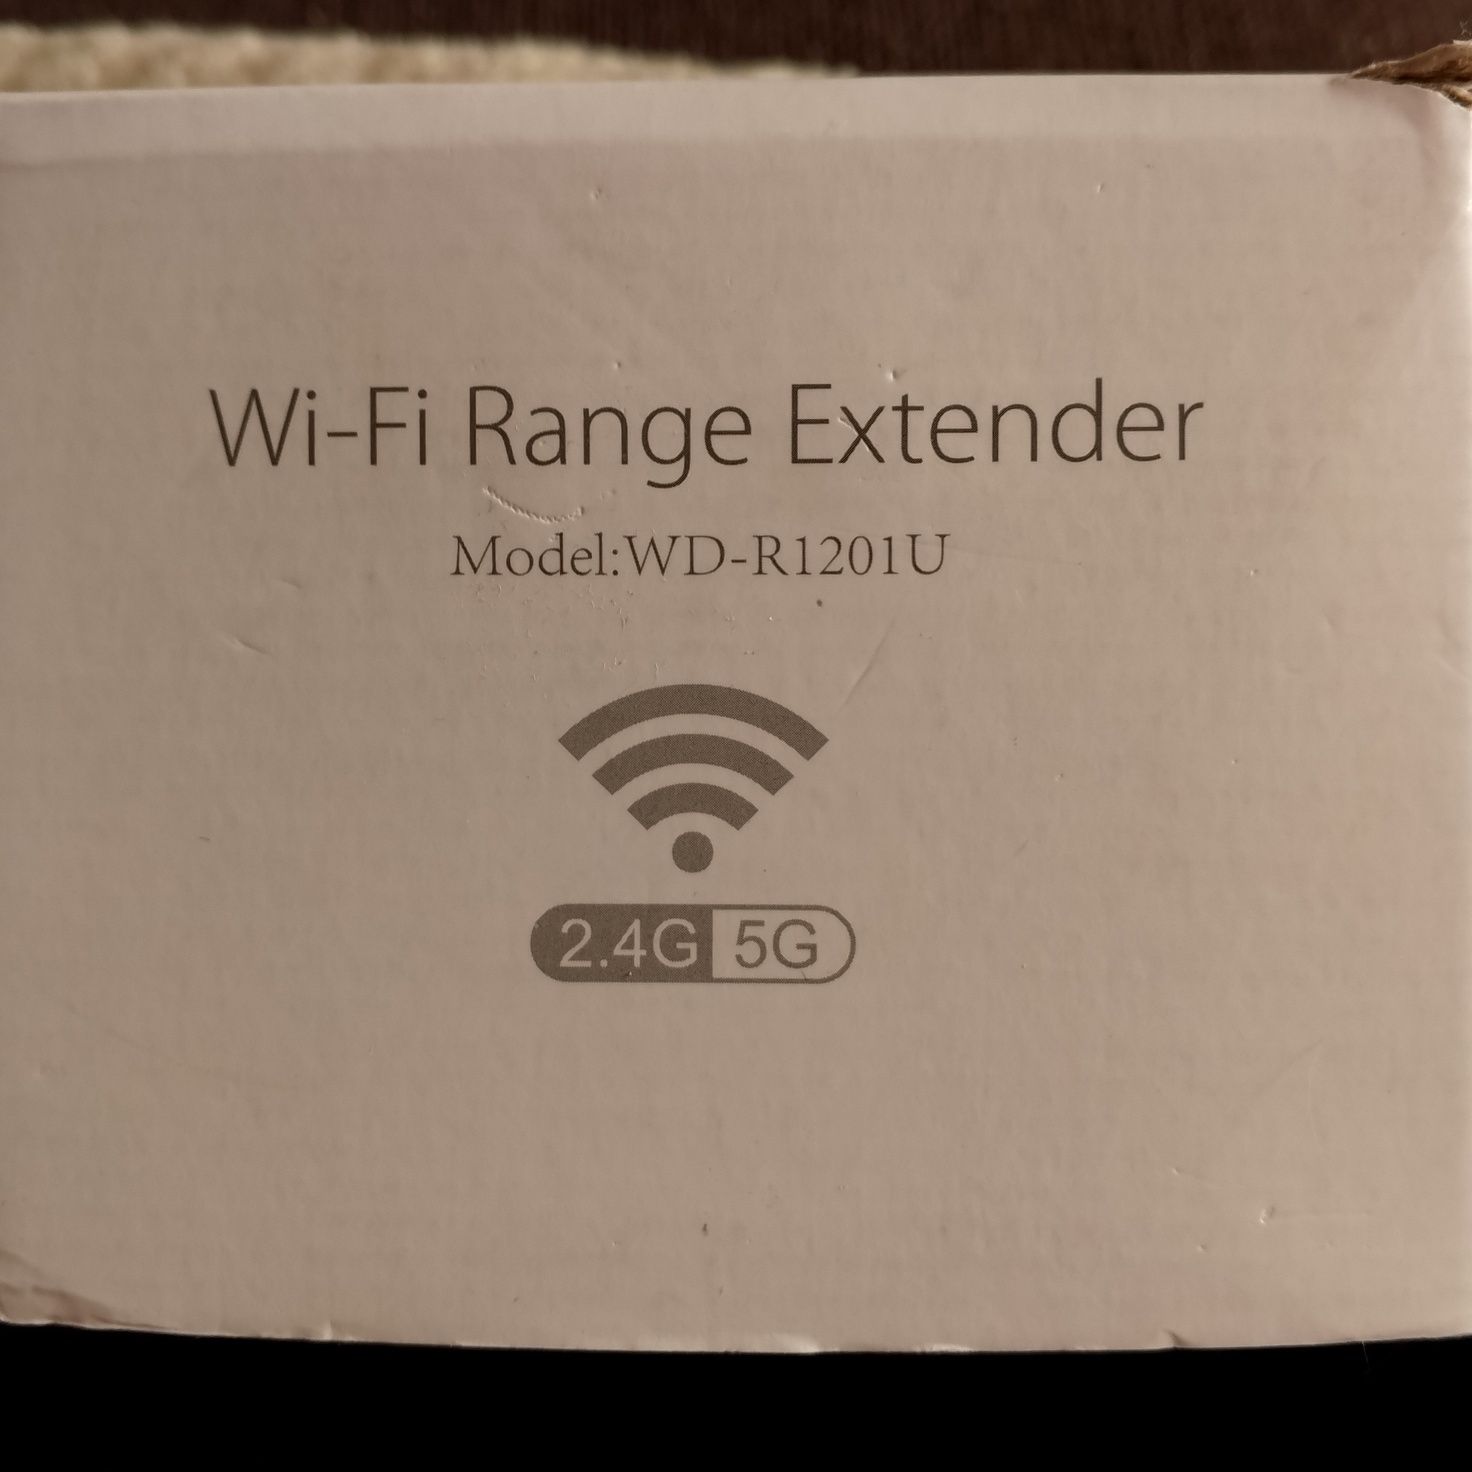 Wi-Fi Range Extender
Model:WD-R1201U
2.4G 5G